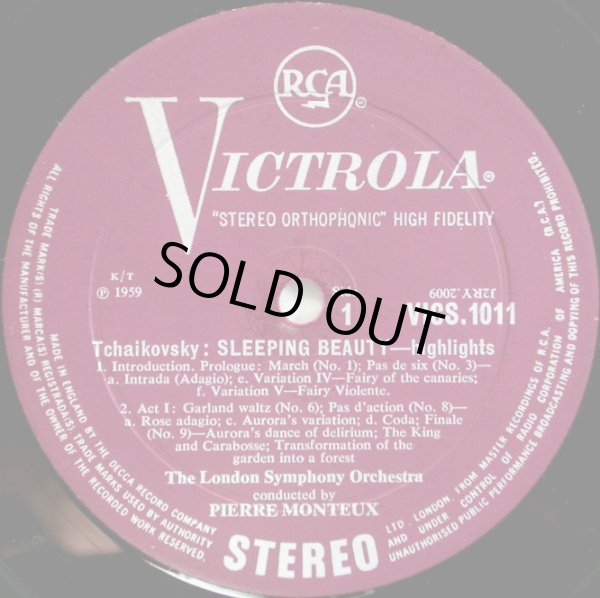 RCA ®
VICTROLA ®
"STEREO ORTHOPHONIC" HIGH FIDELITY
K/T
℗ 1959
SOLD OUT
1
J2RY.2009
VICS.1011
Tchaikovsky: SLEEPING BEAUTY—highlights
1. Introduction. Prologue: March (No. 1); Pas de six (No. 3)—
a. Intrada (Adagio); e. Variation IV—Fairy of the canaries;
f. Variation V—Fairy Violente.
2. Act I: Garland waltz (No. 6); Pas d'action (No. 8)—
a. Rose adagio; c. Aurora's variation; d. Coda; Finale
(No. 9)—Aurora's dance of delirium; The King
and Carabosse; Transformation of the
garden into a forest
The London Symphony Orchestra
conducted by
PIERRE MONTEUX
STEREO
TRADE MARK(S) (R) MARCA(S) REGISTRADA(S) TRADE MARKS USED BY AUTHORITY
ALL RIGHTS OF THE MANUFACTURER AND OF THE OWNER OF THE RECORDED WORK RESERVED.
MADE IN ENGLAND BY THE DECCA RECORD COMPANY
LTD. LONDON FROM MASTER RECORDINGS OF R.C.A.
AND UNDER CONTROL OF RADIO CORPORATION OF AMERICA (R.C.A.)
UNAUTHORISED PUBLIC PERFORMANCE BROADCASTING AND COPYING OF THIS RECORD PROHIBITED.